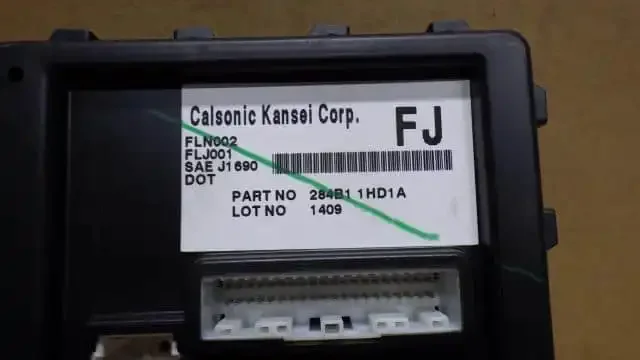 Calsonic Kansei Corp.
FJ
FLN002
FLJ001
SAE J1690
DOT
PART NO 284B1 1HD1A
LOT NO 1409